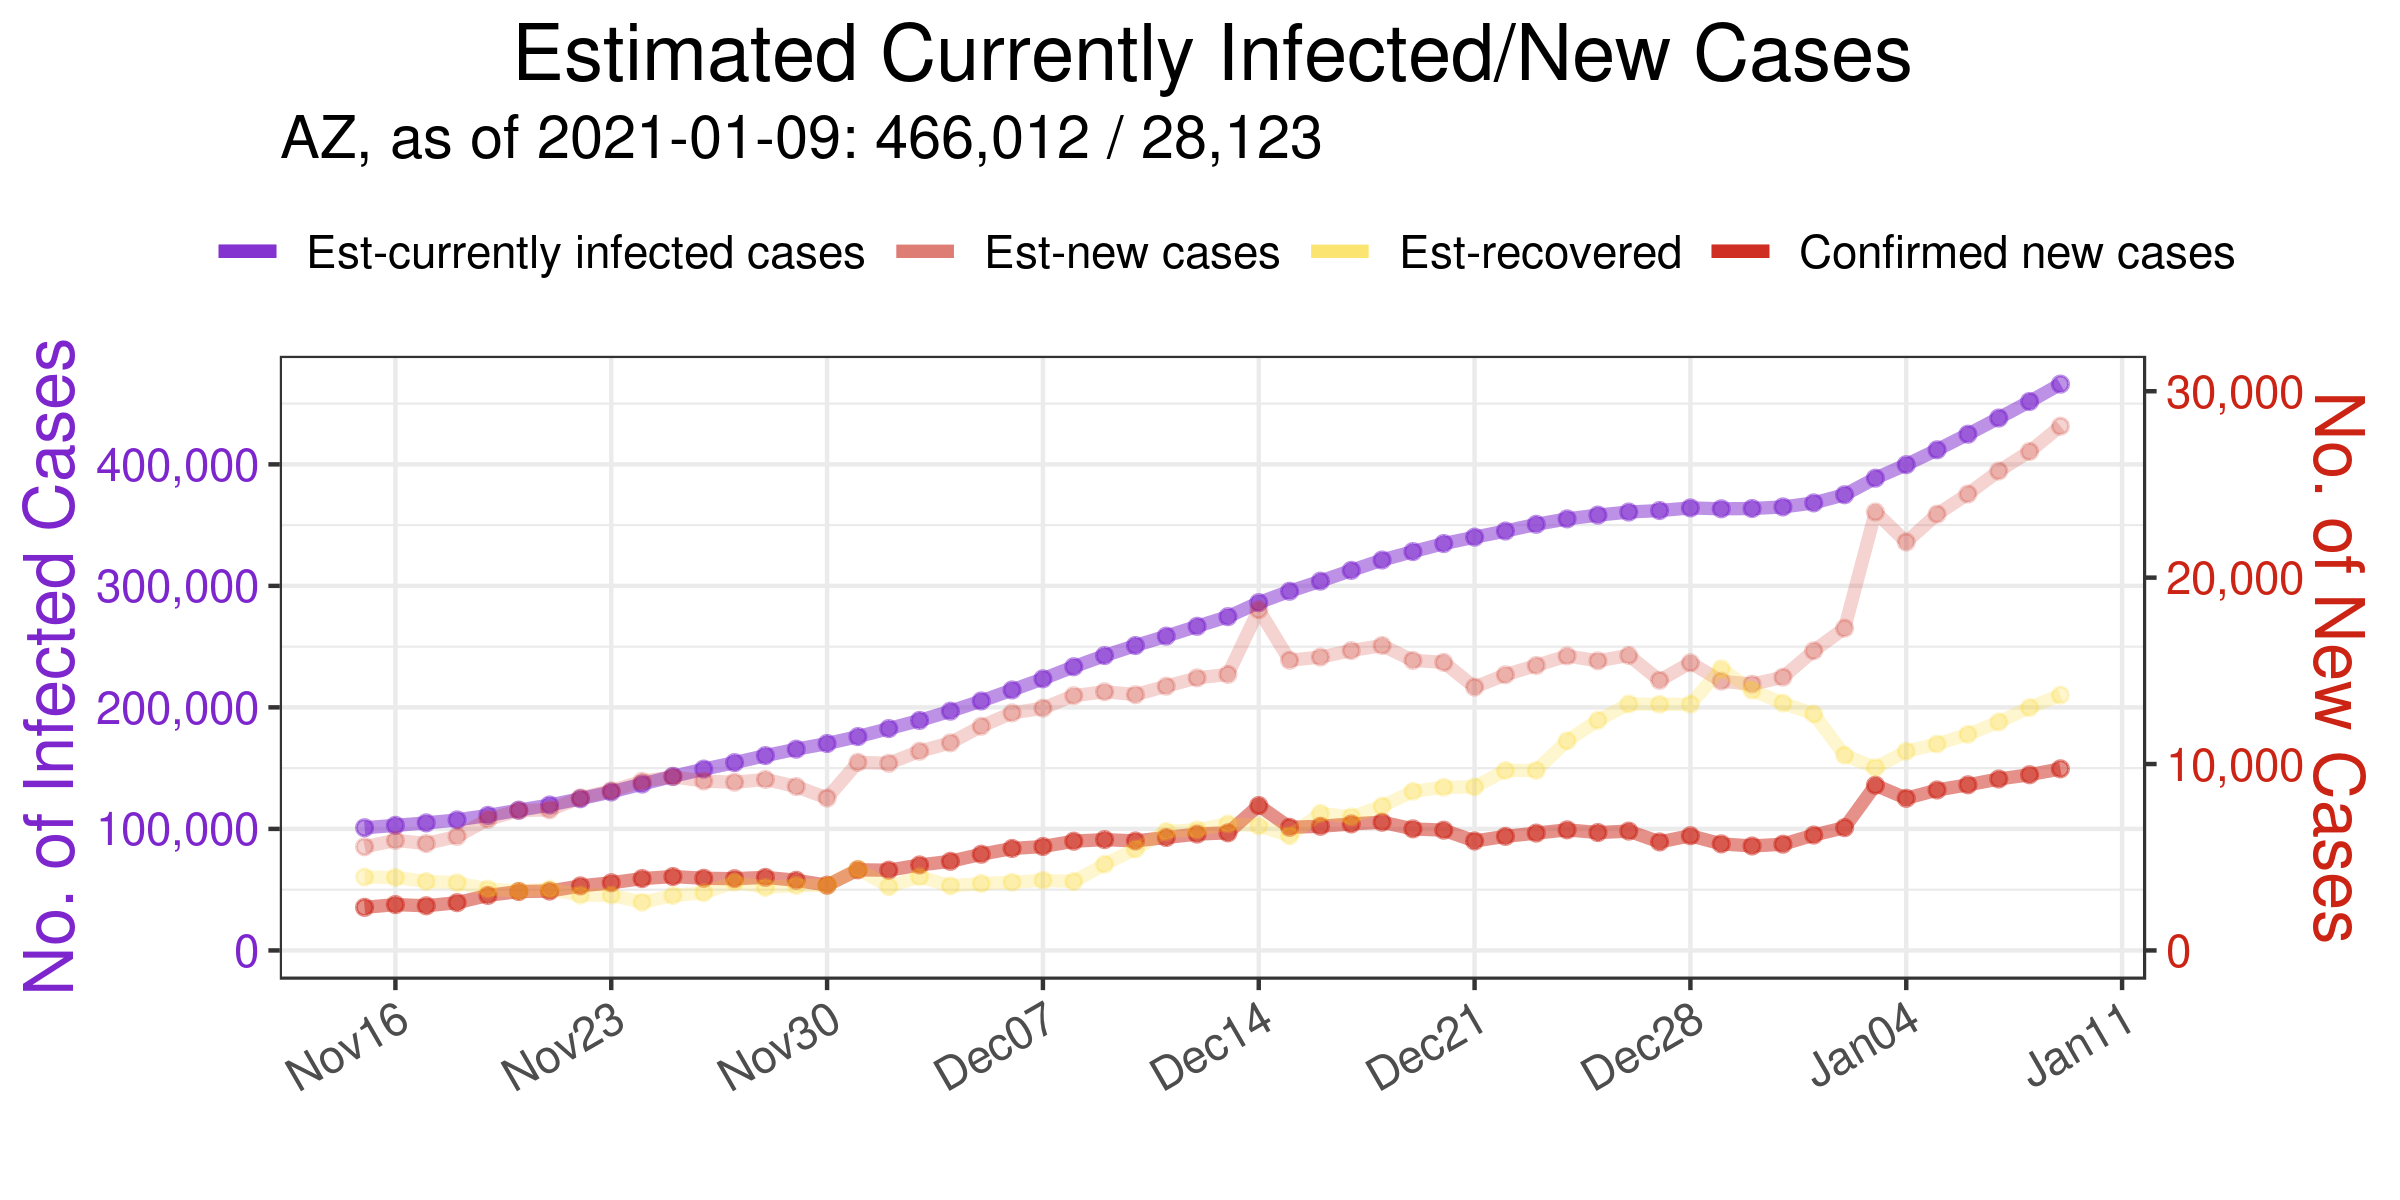 Estimated Currently Infected/New Cases
AZ, as of 2021-01-09: 466,012 / 28,123
Est-currently infected cases
Est-new cases
Est-recovered
Confirmed new cases
No. of Infected Cases
400,000
300,000
200,000
100,000
0
30,000
20,000
10,000
0
No. of New Cases
Nov16
Nov23
Nov30
Dec07
Dec14
Dec21
Dec28
Jan04
Jan11